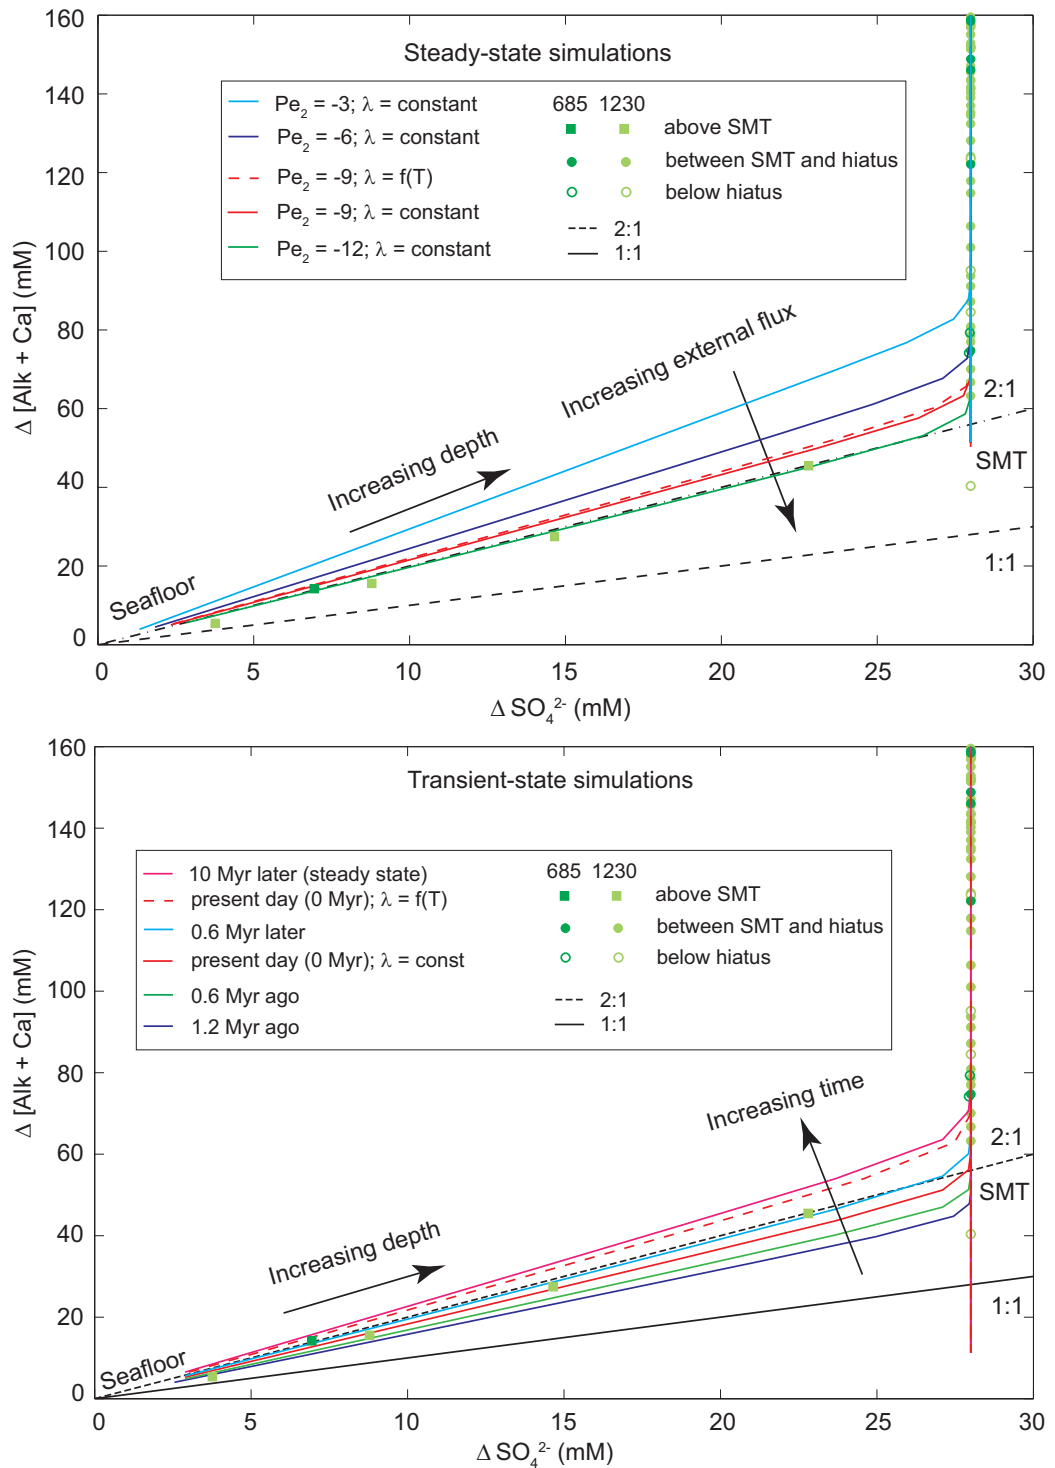 Steady-state simulations
Pe2 = -3; λ = constant
Pe2 = -6; λ = constant
Pe2 = -9; λ = f(T)
Pe2 = -9; λ = constant
Pe2 = -12; λ = constant
685 1230
above SMT
between SMT and hiatus
below hiatus
2:1
1:1
160
140
120
100
80
60
40
20
0
Δ [Alk + Ca] (mM)
Increasing external flux
Increasing depth
Seafloor
2:1
SMT
1:1
0 5 10 15 20 25 30
Δ SO4²⁻ (mM)
Transient-state simulations
10 Myr later (steady state)
present day (0 Myr); λ = f(T)
0.6 Myr later
present day (0 Myr); λ = const
0.6 Myr ago
1.2 Myr ago
685 1230
above SMT
between SMT and hiatus
below hiatus
2:1
1:1
160
140
120
100
80
60
40
20
0
Δ [Alk + Ca] (mM)
Increasing time
Increasing depth
Seafloor
2:1
SMT
1:1
0 5 10 15 20 25 30
Δ SO4²⁻ (mM)